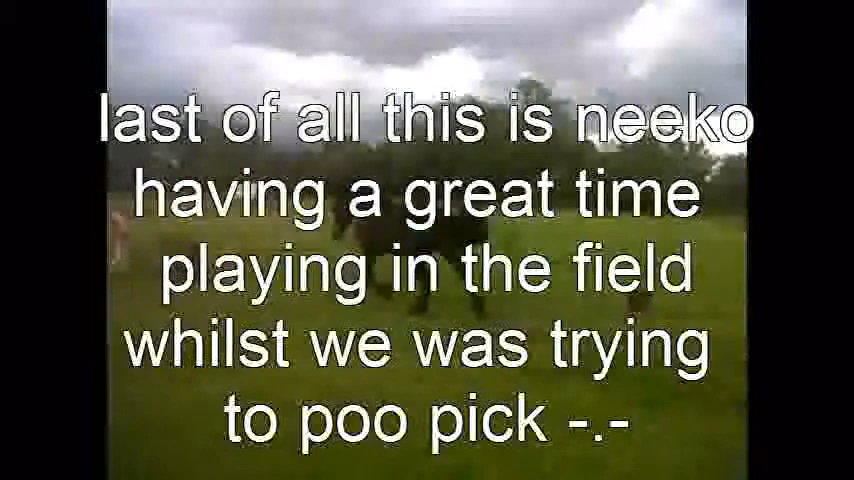 last of all this is neeko
having a great time
playing in the field
whilst we was trying
to poo pick -.-